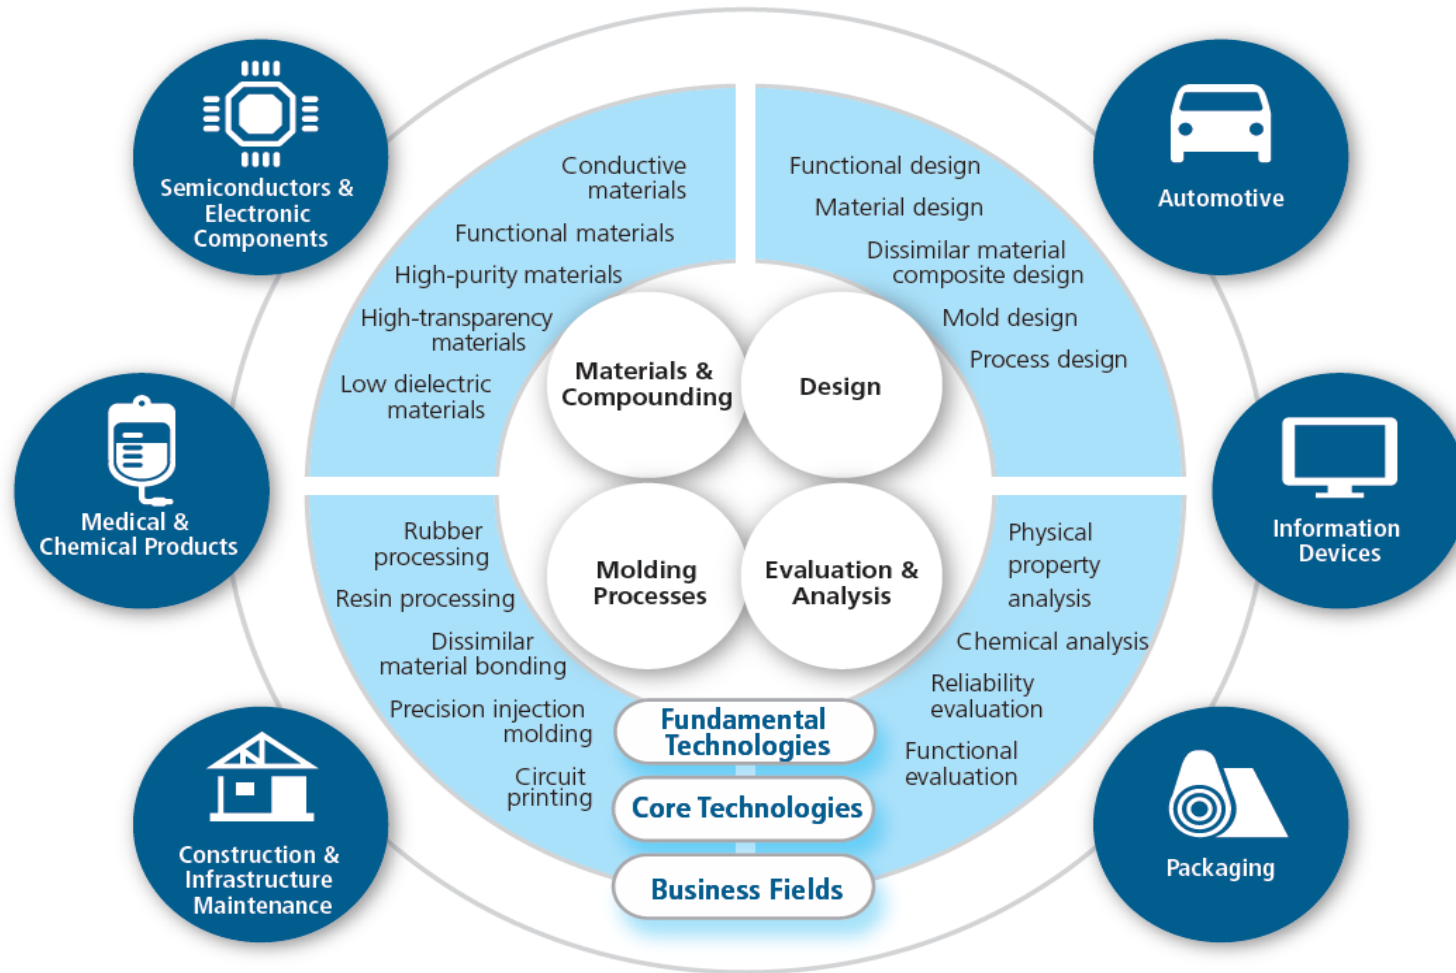 Semiconductors &
Electronic
Components
Medical &
Chemical Products
Construction &
Infrastructure
Maintenance
Conductive
materials
Functional materials
High-purity materials
High-transparency
materials
Low dielectric
materials
Functional design
Material design
Dissimilar material
composite design
Mold design
Process design
Materials &
Compounding
Design
Molding
Processes
Evaluation &
Analysis
Rubber
processing
Resin processing
Dissimilar
material bonding
Precision injection
molding
Circuit
printing
Physical
property
analysis
Chemical analysis
Reliability
evaluation
Functional
evaluation
Fundamental
Technologies
Core Technologies
Business Fields
Automotive
Information
Devices
Packaging